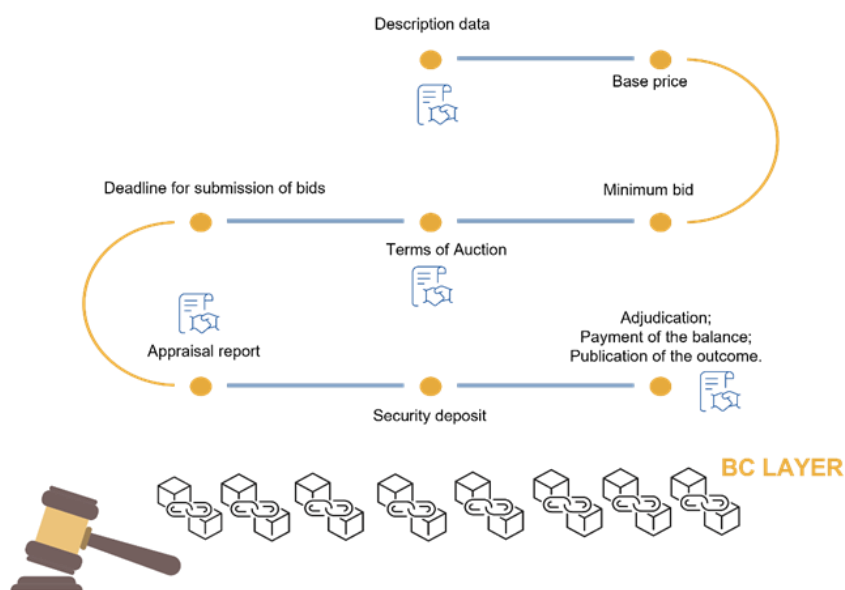 Description data
Base price
Deadline for submission of bids
Minimum bid
Terms of Auction
Appraisal report
Adjudication;
Payment of the balance;
Publication of the outcome.
Security deposit
BC LAYER